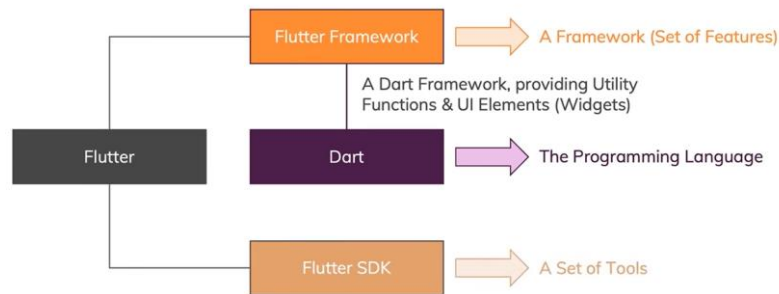 Flutter Framework
A Framework (Set of Features)
A Dart Framework, providing Utility
Functions & UI Elements (Widgets)
Flutter
Dart
The Programming Language
Flutter SDK
A Set of Tools